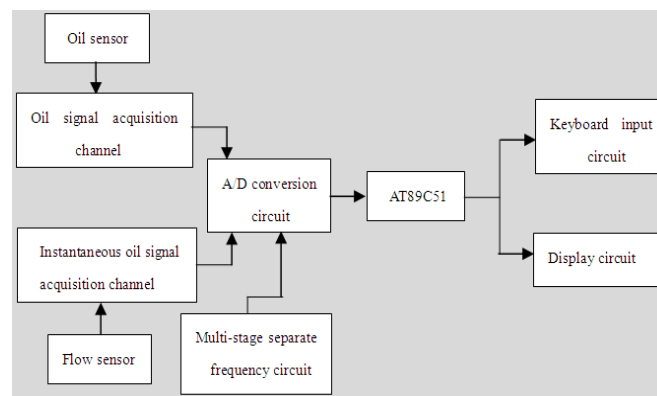 Oil sensor
Oil signal acquisition
channel
Keyboard input
circuit
A/D conversion
circuit
AT89C51
Instantaneous oil signal
acquisition channel
Display circuit
Multi-stage separate
frequency circuit
Flow sensor